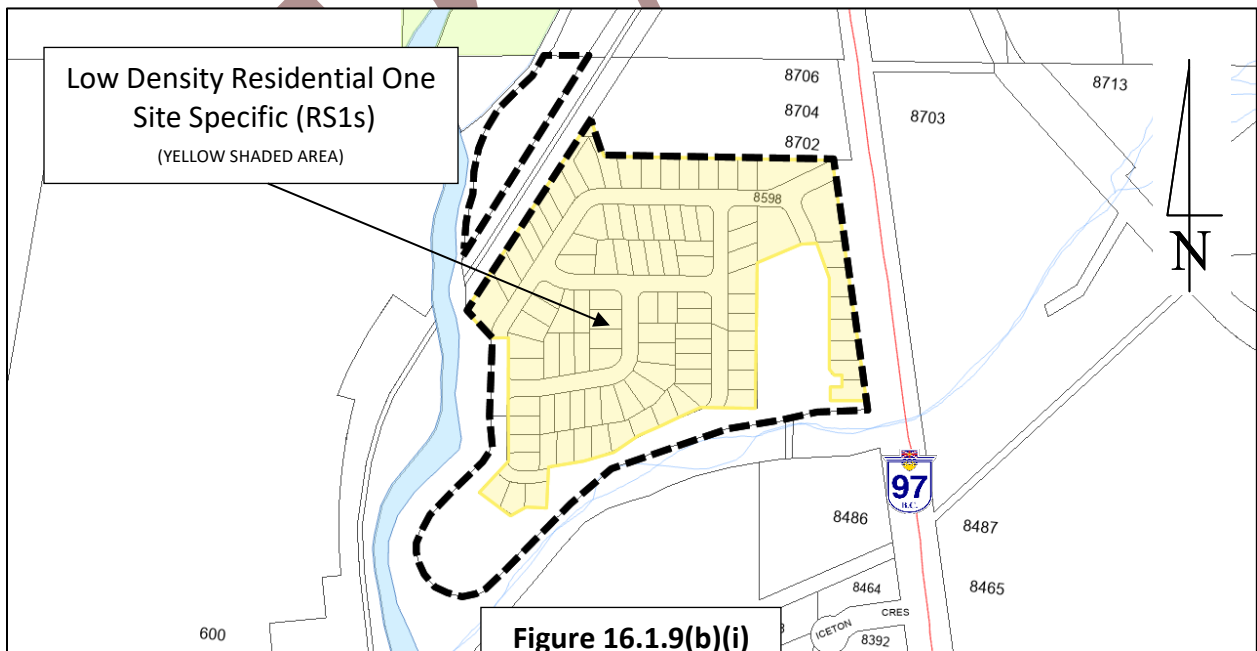 Low Density Residential One
Site Specific (RS1s)
(YELLOW SHADED AREA)
8706
8704
8702
8703
8713
8598
N
97
B.C.
8486
8487
8464
8465
CRES
ICETON
8392
600
Figure 16.1.9(b)(i)